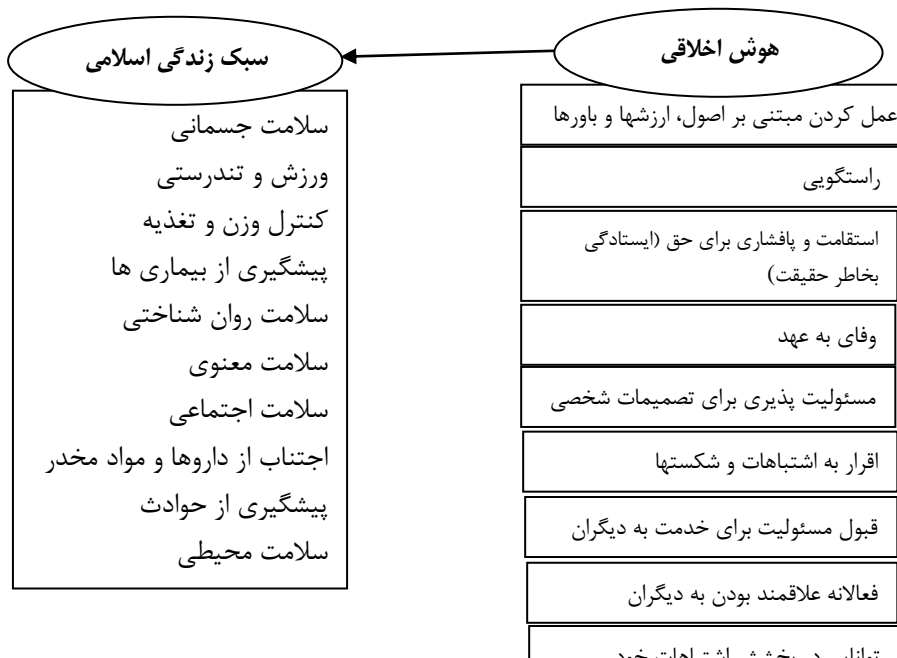 هوش اخلاقی
عمل کردن مبتنی بر اصول، ارزشها و باورها
راستگویی
استقامت و پافشاری برای حق (ایستادگی
بخاطر حقیقت)
وفای به عهد
مسئولیت پذیری برای تصمیمات شخصی
اقرار به اشتباهات و شکستها
قبول مسئولیت برای خدمت به دیگران
فعالانه علاقمند بودن به دیگران
سبک زندگی اسلامی
سلامت جسمانی
ورزش و تندرستی
کنترل وزن و تغذیه
پیشگیری از بیماری ها
سلامت روان شناختی
سلامت معنوی
سلامت اجتماعی
اجتناب از داروها و مواد مخدر
پیشگیری از حوادث
سلامت محیطی